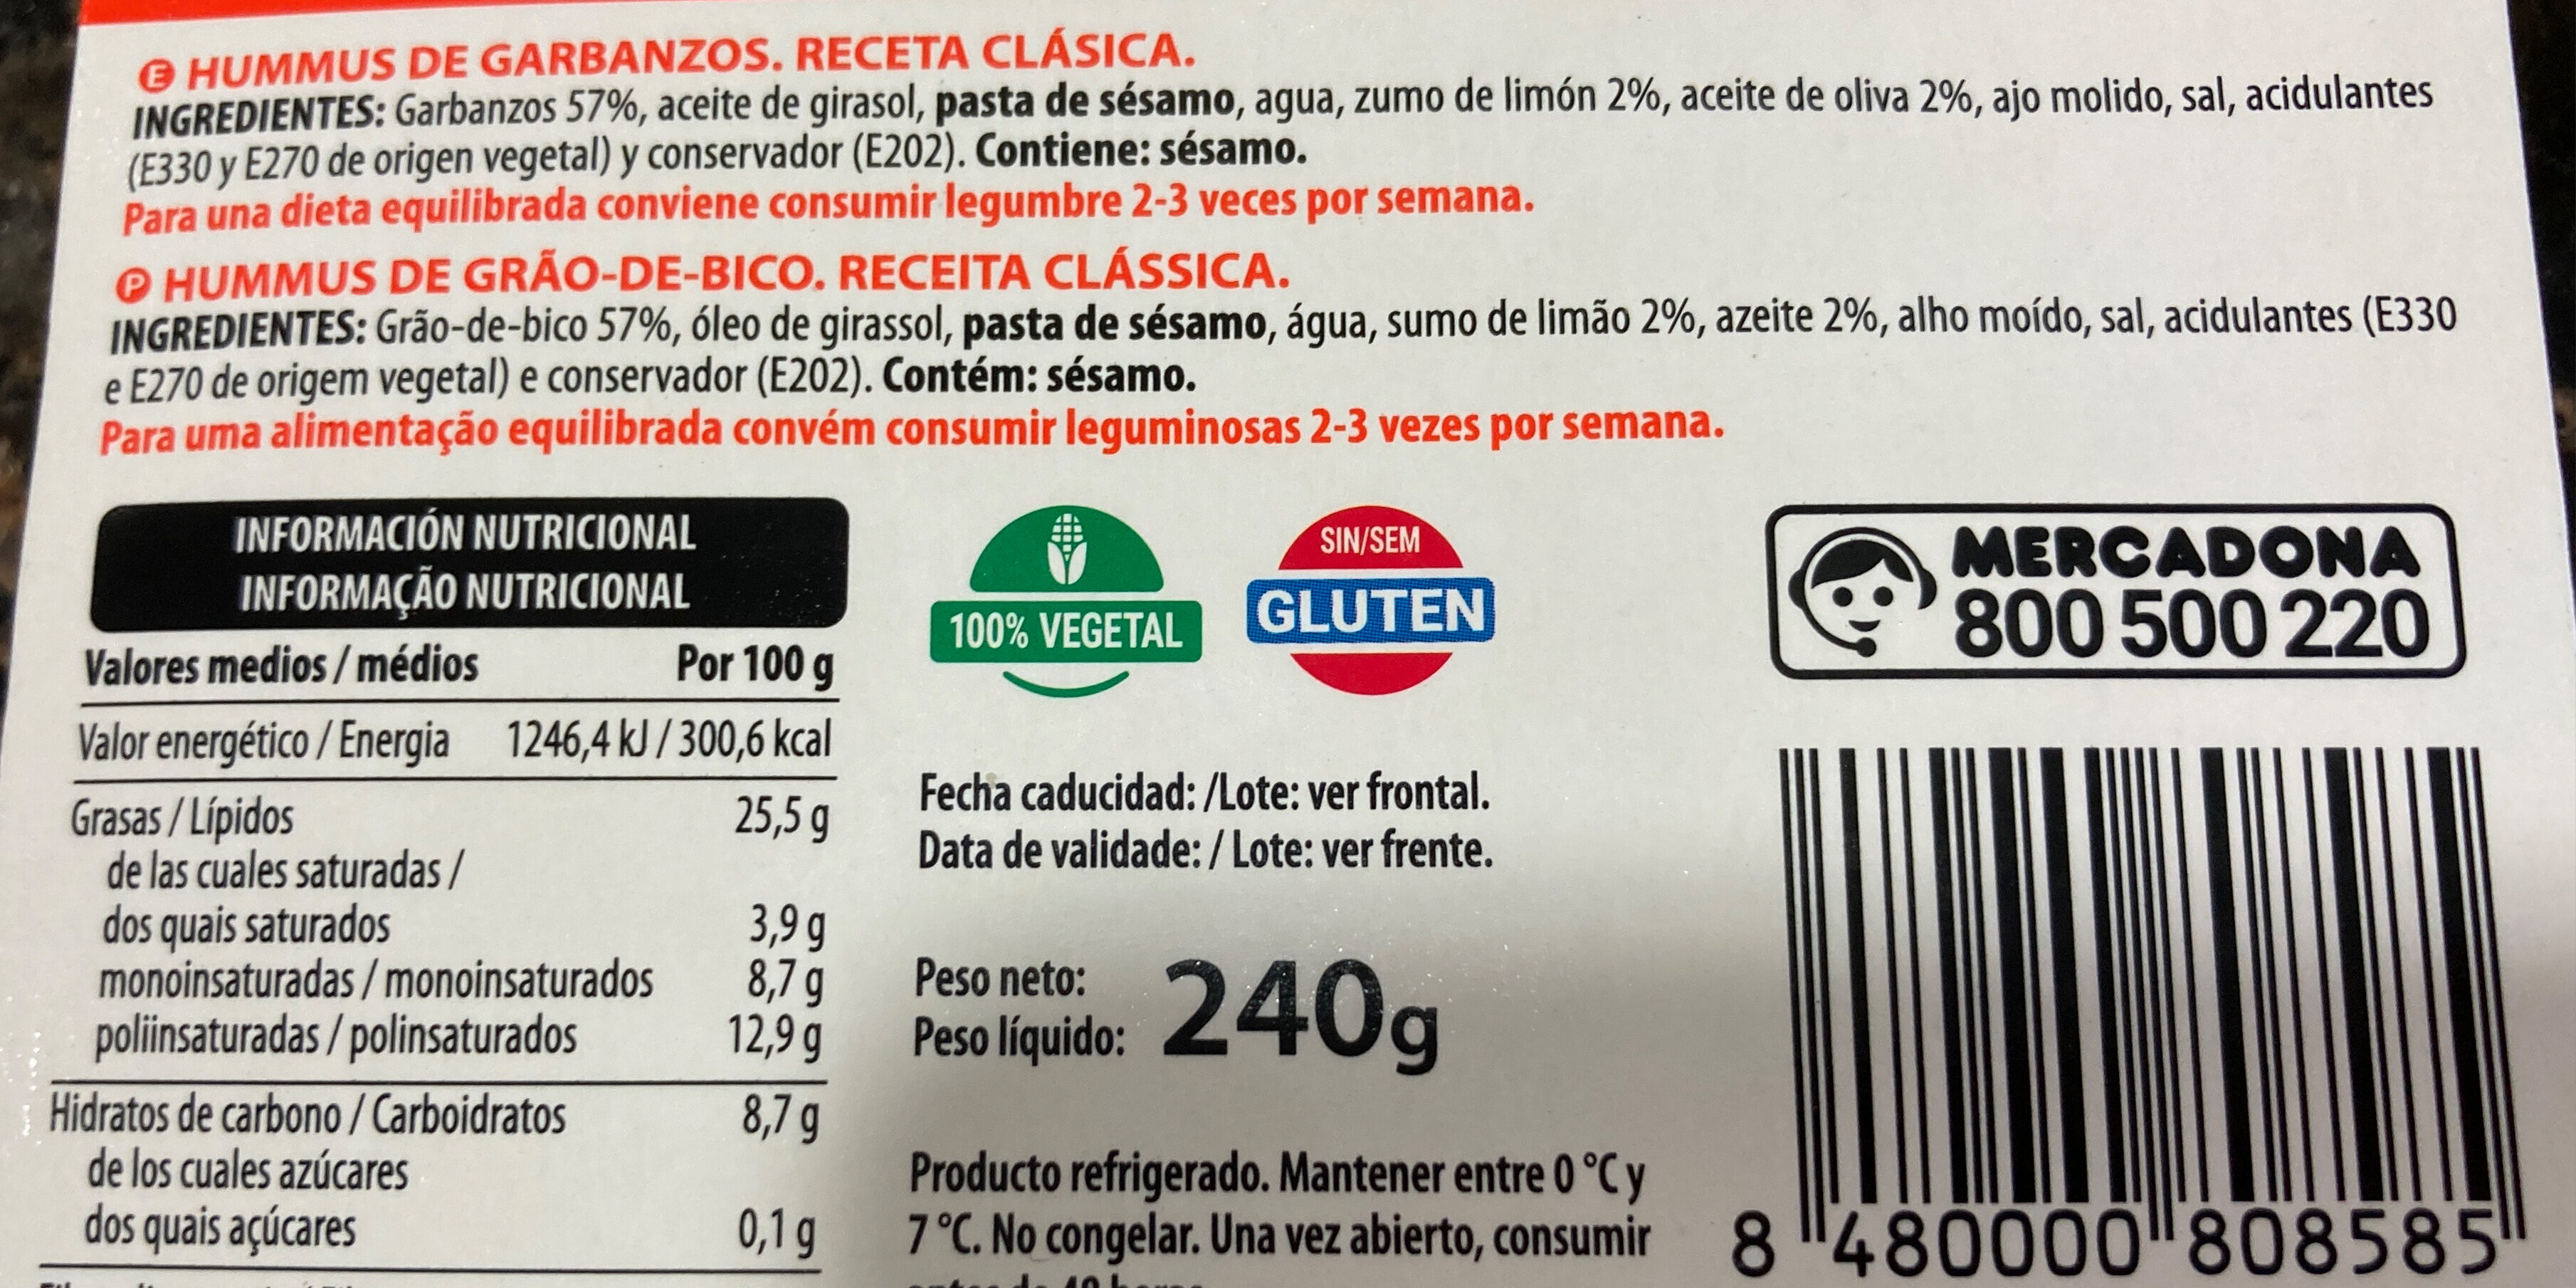 E HUMMUS DE GARBANZOS. RECETA CLÁSICA.
INGREDIENTES: Garbanzos 57%, aceite de girasol, pasta de sésamo, agua, zumo de limón 2%, aceite de oliva 2%, ajo molido, sal, acidulantes
(E330 y E270 de origen vegetal) y conservador (E202). Contiene: sésamo.
Para una dieta equilibrada conviene consumir legumbre 2-3 veces por semana.
P HUMMUS DE GRÃO-DE-BICO. RECEITA CLÁSSICA.
INGREDIENTES: Grão-de-bico 57%, óleo de girassol, pasta de sésamo, água, sumo de limão 2%, azeite 2%, alho moído, sal, acidulantes (E330
e E270 de origem vegetal) e conservador (E202). Contém: sésamo.
Para uma alimentação equilibrada convém consumir leguminosas 2-3 vezes por semana.
INFORMACIÓN NUTRICIONAL
INFORMAÇÃO NUTRICIONAL
Valores medios / médios Por 100 g
Valor energético / Energia 1246,4 kJ / 300,6 kcal
Grasas / Lípidos 25,5 g
de las cuales saturadas /
dos quais saturados 3,9 g
monoinsaturadas / monoinsaturados 8,7 g
poliinsaturadas / polinsaturados 12,9 g
Hidratos de carbono / Carboidratos 8,7 g
de los cuales azúcares
dos quais açúcares 0,1 g
100% VEGETAL
SIN/SEM
GLUTEN
MERCADONA
800 500 220
Fecha caducidad: /Lote: ver frontal.
Data de validade: / Lote: ver frente.
Peso neto:
Peso líquido:
240g
Producto refrigerado. Mantener entre 0 °C y
7 °C. No congelar. Una vez abierto, consumir
8 480000 808585